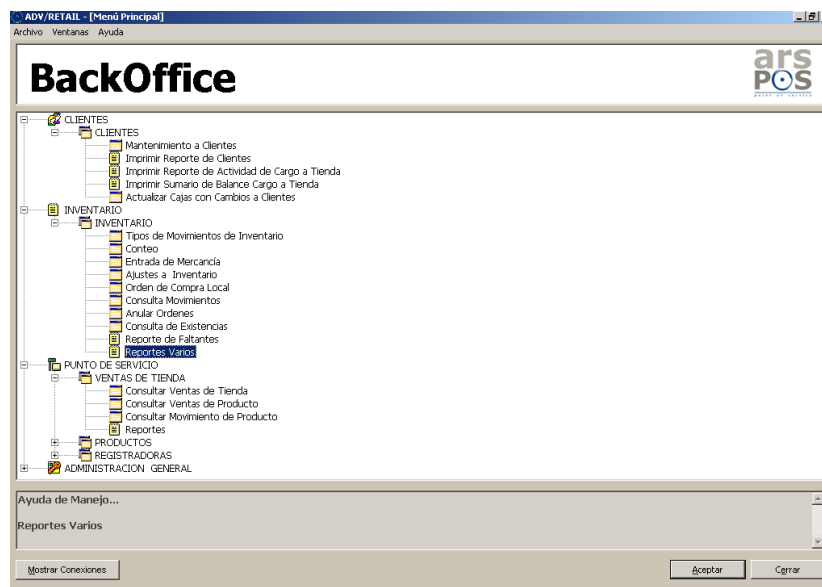 ADV/RETAIL - [Menú Principal]
Archivo Ventanas Ayuda
BackOffice
ars
POS
point of service
CLIENTES
CLIENTES
Mantenimiento a Clientes
Imprimir Reporte de Clientes
Imprimir Reporte de Actividad de Cargo a Tienda
Imprimir Sumario de Balance Cargo a Tienda
Actualizar Cajas con Cambios a Clientes
INVENTARIO
INVENTARIO
Tipos de Movimientos de Inventario
Conteo
Entrada de Mercancía
Ajustes a Inventario
Orden de Compra Local
Consulta Movimientos
Anular Ordenes
Consulta de Existencias
Reporte de Faltantes
Reportes Varios
PUNTO DE SERVICIO
VENTAS DE TIENDA
Consultar Ventas de Tienda
Consultar Ventas de Producto
Consultar Movimiento de Producto
Reportes
PRODUCTOS
REGISTRADORAS
ADMINISTRACION GENERAL
Ayuda de Manejo...
Reportes Varios
Mostrar Conexiones Aceptar Cerrar